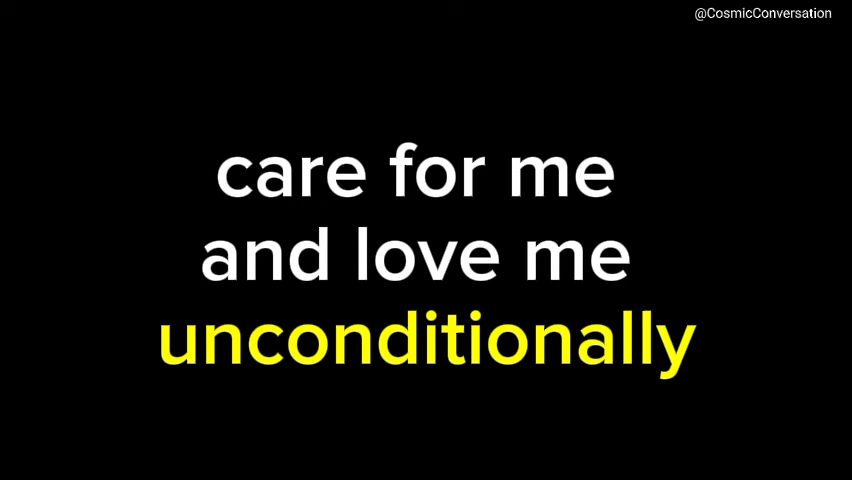 @CosmicConversation
care for me
and love me
unconditionally